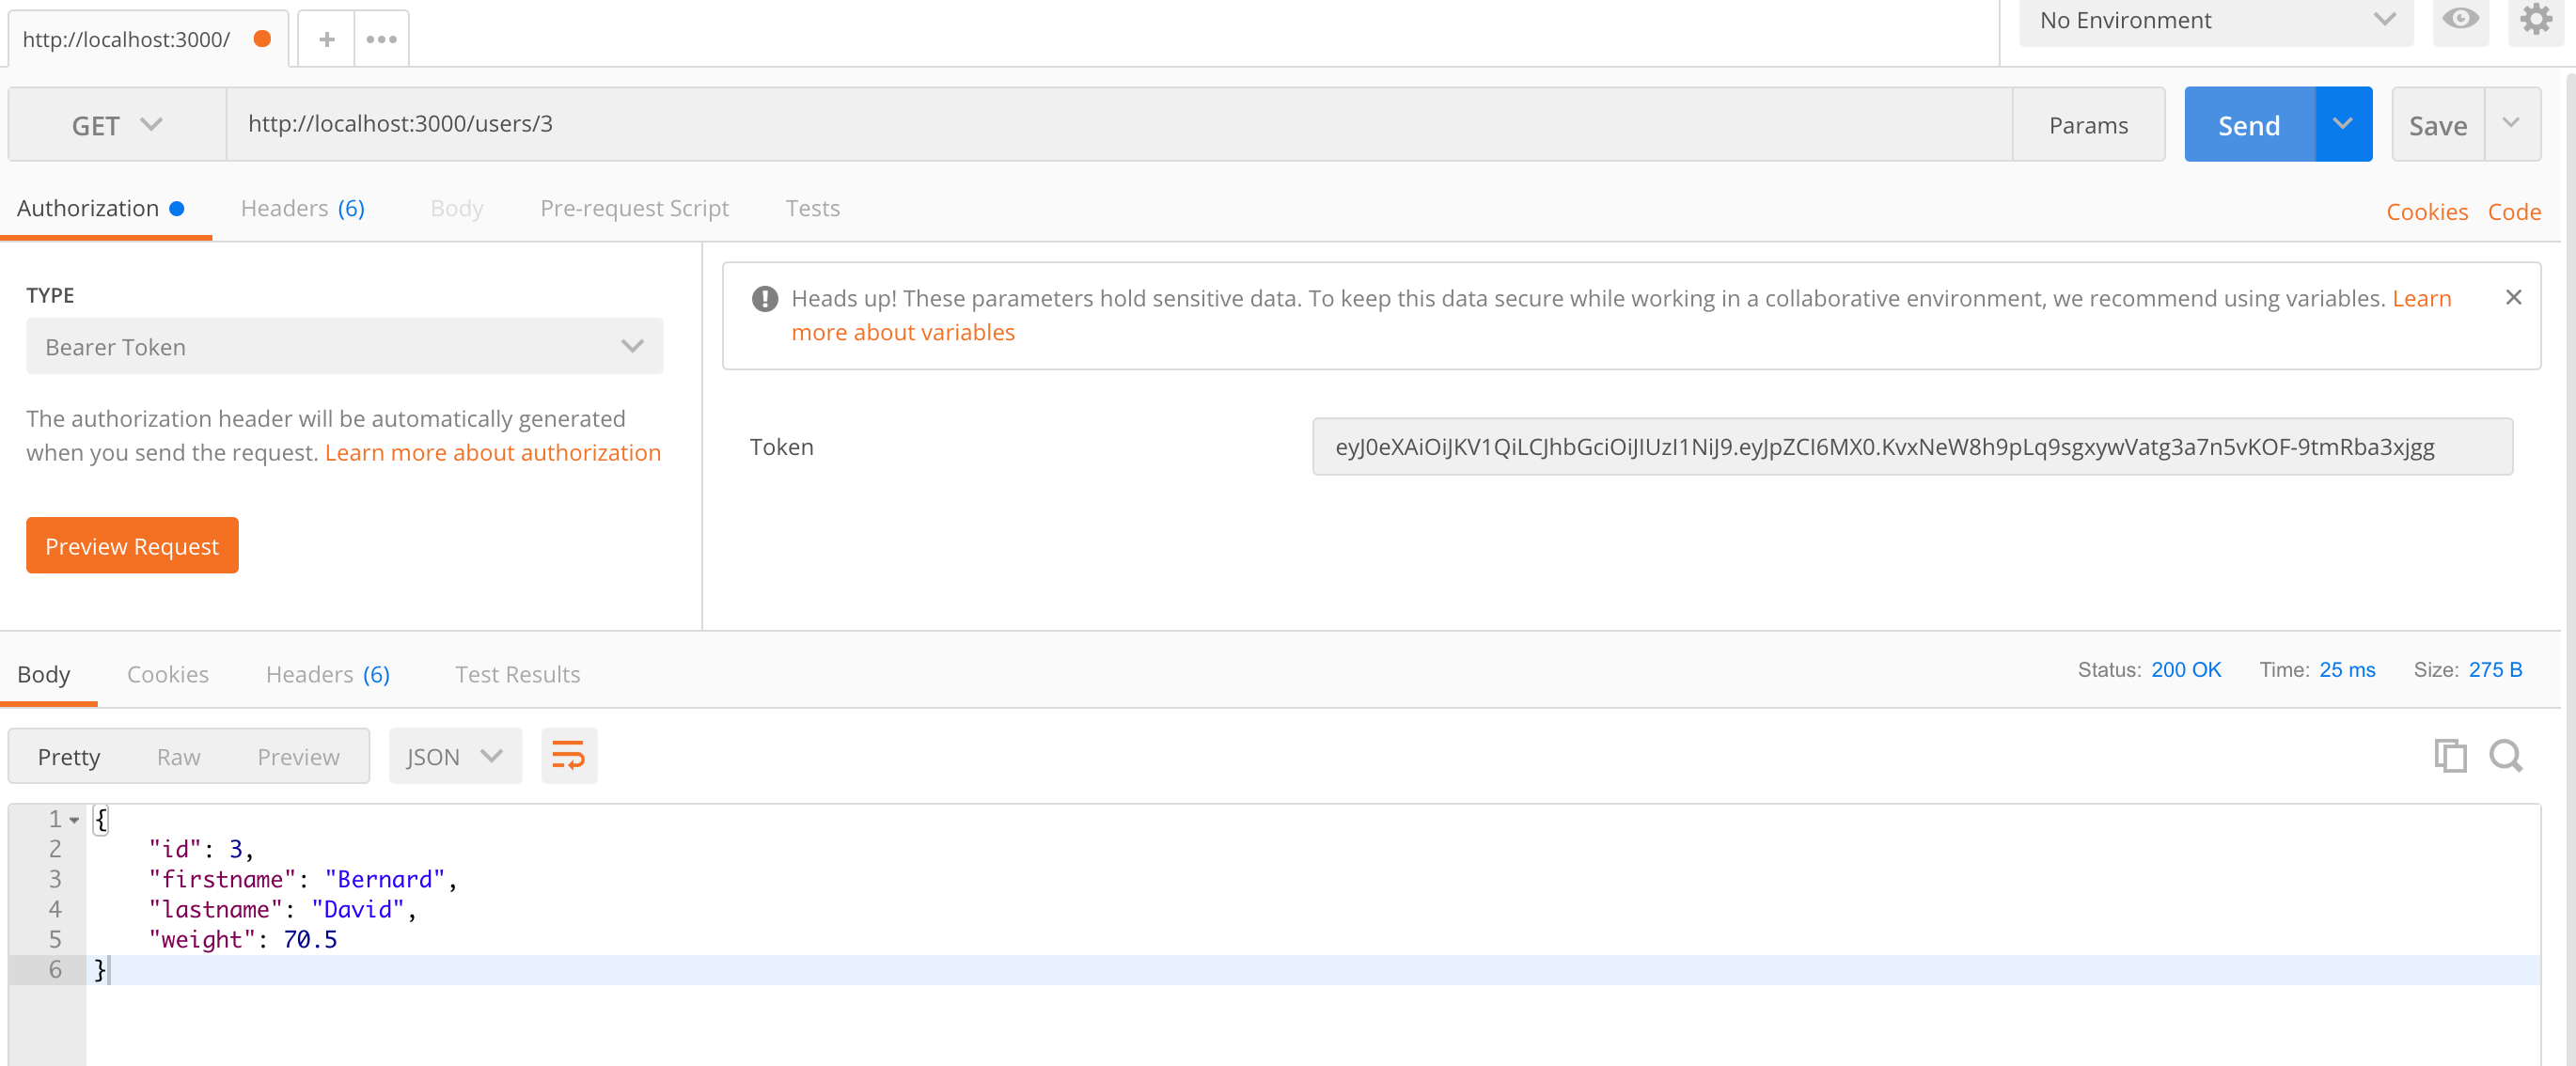 http://localhost:3000/
No Environment
GET http://localhost:3000/users/3 Params Send Save
Authorization Headers (6) Body Pre-request Script Tests Cookies Code
TYPE
Bearer Token
The authorization header will be automatically generated
when you send the request. Learn more about authorization
Preview Request
Heads up! These parameters hold sensitive data. To keep this data secure while working in a collaborative environment, we recommend using variables. Learn
more about variables
Token eyJ0eXAiOiJKV1QiLCJhbGciOiJIUzI1NiJ9.eyJpZCI6MX0.KvxNeW8h9pLq9sgxywVatg3a7n5vKOF-9tmRba3xjgg
Body Cookies Headers (6) Test Results Status: 200 OK Time: 25 ms Size: 275 B
Pretty Raw Preview JSON
1 {
2 "id": 3,
3 "firstname": "Bernard",
4 "lastname": "David",
5 "weight": 70.5
6 }